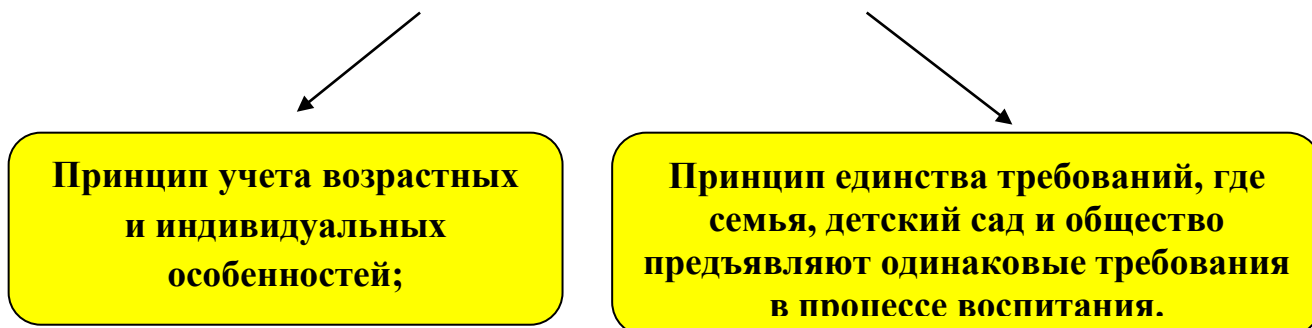 Принцип учета возрастных
и индивидуальных
особенностей;
Принцип единства требований, где
семья, детский сад и общество
предъявляют одинаковые требования
в процессе воспитания.